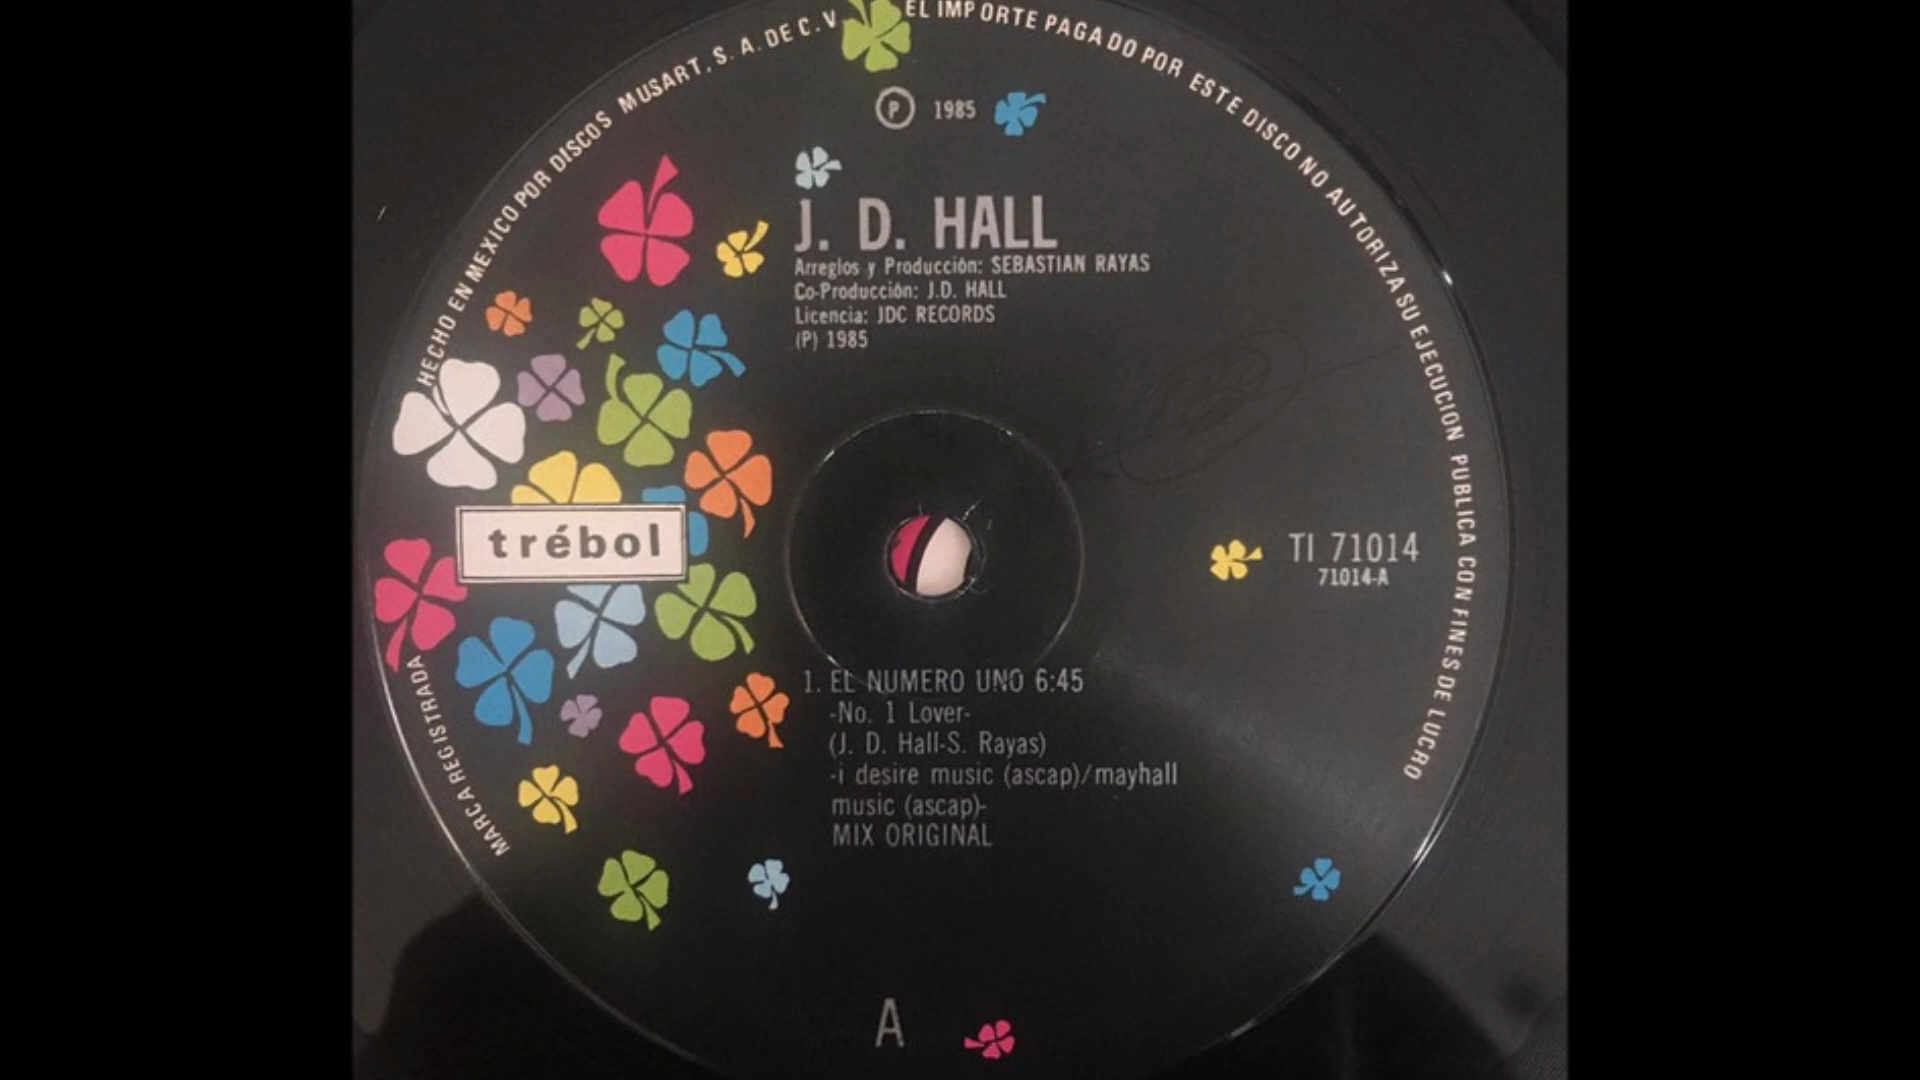 HECHO EN MEXICO POR DISCOS MUSART, S. A. DE C. V.
EL IMPORTE PAGADO POR ESTE DISCO NO AUTORIZA SU EJECUCION PUBLICA CON FINES DE LUCRO
P 1985
J. D. HALL
Arreglos y Producción: SEBASTIAN RAYAS
Co-Producción: J.D. HALL
Licencia: JDC RECORDS
(P) 1985
trébol
TI 71014
71014-A
1. EL NUMERO UNO 6:45
-No. 1 Lover-
(J. D. Hall-S. Rayas)
-i desire music (ascap)/mayhall
music (ascap)-
MIX ORIGINAL
MARCA REGISTRADA
A